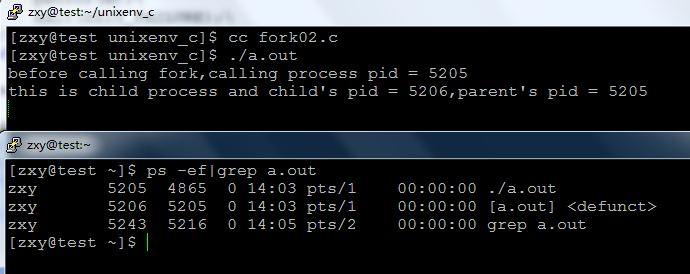 zxy@test:~/unixenv_c
[zxy@test unixenv_c]$ cc fork02.c
[zxy@test unixenv_c]$ ./a.out
before calling fork,calling process pid = 5205
this is child process and child's pid = 5206,parent's pid = 5205
zxy@test:~
[zxy@test ~]$ ps -ef|grep a.out
zxy 5205 4865 0 14:03 pts/1 00:00:00 ./a.out
zxy 5206 5205 0 14:03 pts/1 00:00:00 [a.out] <defunct>
zxy 5243 5216 0 14:05 pts/2 00:00:00 grep a.out
[zxy@test ~]$